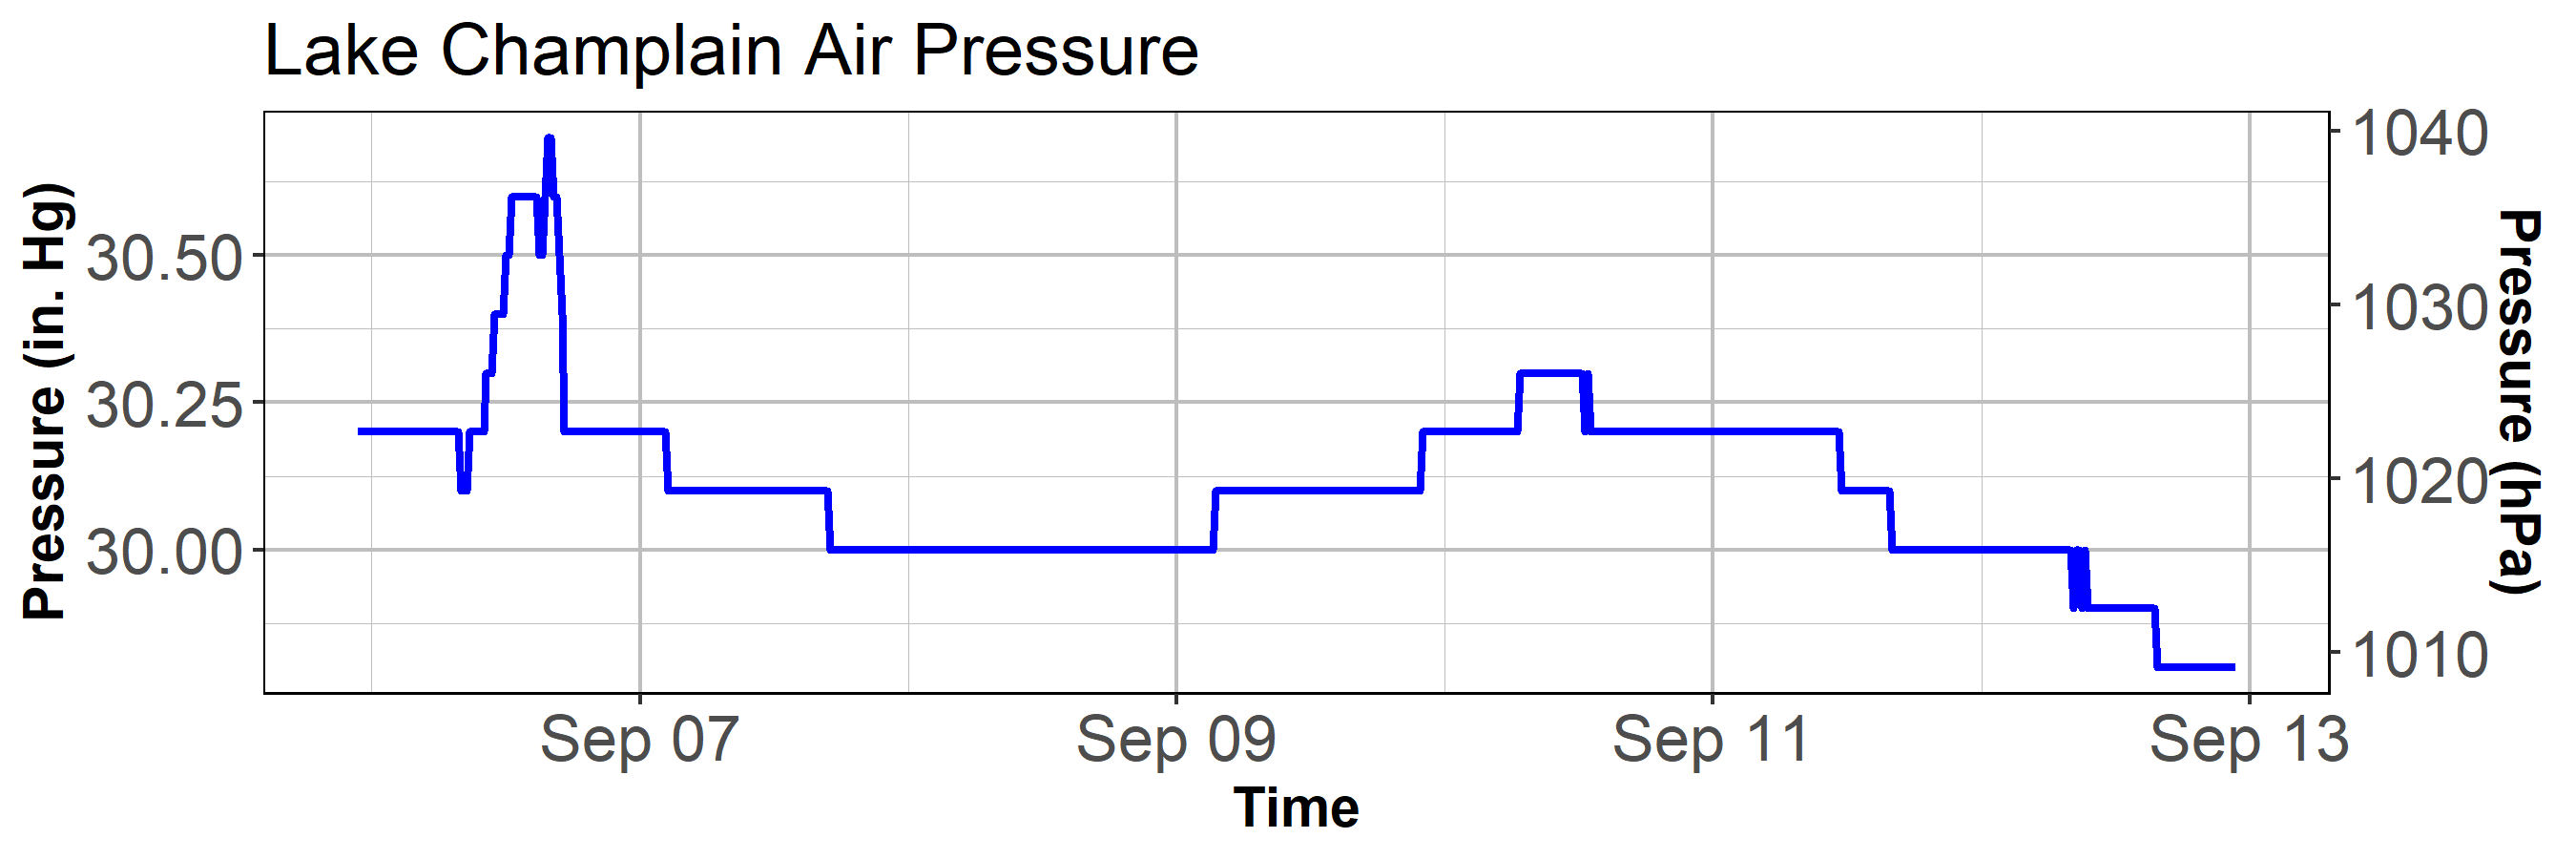 Lake Champlain Air Pressure
Pressure (in. Hg)
30.50
30.25
30.00
1040
1030
1020
1010
Pressure (hPa)
Sep 07
Sep 09
Sep 11
Sep 13
Time